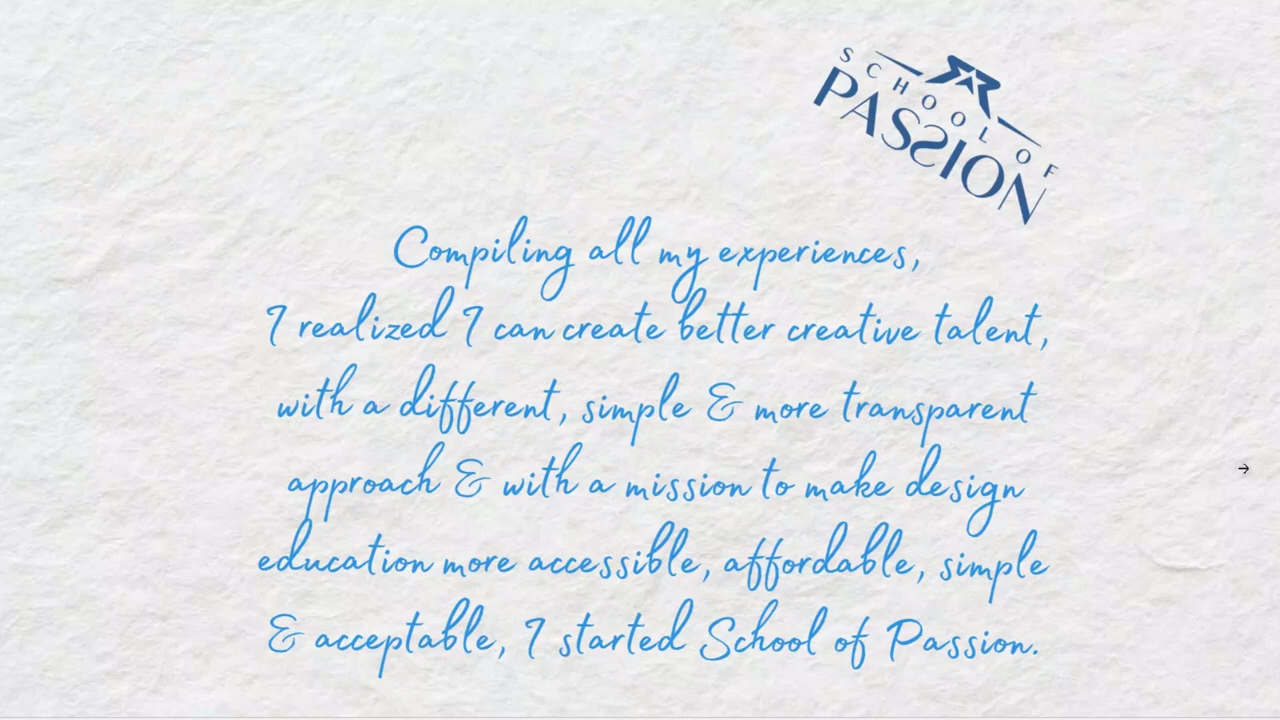 SCHOOL OF
PASSION
Compiling all my experiences,
I realized I can create better creative talent,
with a different, simple & more transparent
approach & with a mission to make design
education more accessible, affordable, simple
& acceptable, I started School of Passion.